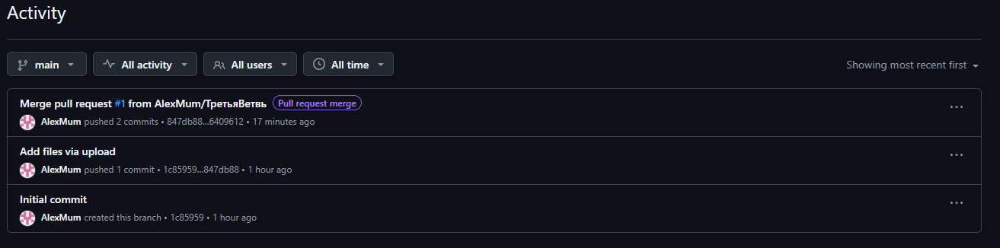 Activity
main
All activity
All users
All time
Showing most recent first
Merge pull request #1 from AlexMum/ТретьяВетвь Pull request merge
AlexMum pushed 2 commits • 847db88...6409612 • 17 minutes ago
Add files via upload
AlexMum pushed 1 commit • 1c85959...847db88 • 1 hour ago
Initial commit
AlexMum created this branch • 1c85959 • 1 hour ago